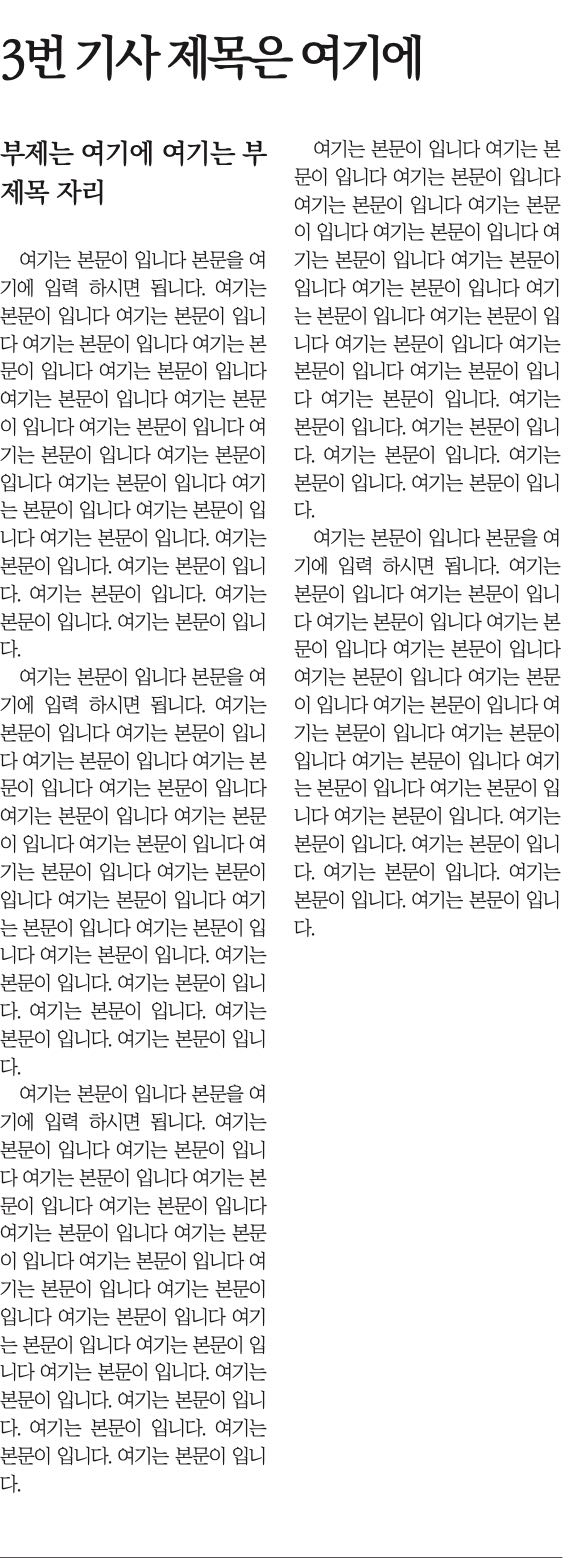 3번 기사 제목은 여기에
부제는 여기에 여기는 부
제목 자리
여기는 본문이 입니다 본문을 여
기에 입력 하시면 됩니다. 여기는
본문이 입니다 여기는 본문이 입니
다 여기는 본문이 입니다 여기는 본
문이 입니다 여기는 본문이 입니다
여기는 본문이 입니다 여기는 본문
이 입니다 여기는 본문이 입니다 여
기는 본문이 입니다 여기는 본문이
입니다 여기는 본문이 입니다 여기
는 본문이 입니다 여기는 본문이 입
니다 여기는 본문이 입니다. 여기는
본문이 입니다. 여기는 본문이 입니
다. 여기는 본문이 입니다. 여기는
본문이 입니다. 여기는 본문이 입니
다.
여기는 본문이 입니다 본문을 여
기에 입력 하시면 됩니다. 여기는
본문이 입니다 여기는 본문이 입니
다 여기는 본문이 입니다 여기는 본
문이 입니다 여기는 본문이 입니다
여기는 본문이 입니다 여기는 본문
이 입니다 여기는 본문이 입니다 여
기는 본문이 입니다 여기는 본문이
입니다 여기는 본문이 입니다 여기
는 본문이 입니다 여기는 본문이 입
니다 여기는 본문이 입니다. 여기는
본문이 입니다. 여기는 본문이 입니
다. 여기는 본문이 입니다. 여기는
본문이 입니다. 여기는 본문이 입니
다.
여기는 본문이 입니다 본문을 여
기에 입력 하시면 됩니다. 여기는
본문이 입니다 여기는 본문이 입니
다 여기는 본문이 입니다 여기는 본
문이 입니다 여기는 본문이 입니다
여기는 본문이 입니다 여기는 본문
이 입니다 여기는 본문이 입니다 여
기는 본문이 입니다 여기는 본문이
입니다 여기는 본문이 입니다 여기
는 본문이 입니다 여기는 본문이 입
니다 여기는 본문이 입니다. 여기는
본문이 입니다. 여기는 본문이 입니
다. 여기는 본문이 입니다. 여기는
본문이 입니다. 여기는 본문이 입니
다.
여기는 본문이 입니다 여기는 본
문이 입니다 여기는 본문이 입니다
여기는 본문이 입니다 여기는 본문
이 입니다 여기는 본문이 입니다 여
기는 본문이 입니다 여기는 본문이
입니다 여기는 본문이 입니다 여기
는 본문이 입니다 여기는 본문이 입
니다 여기는 본문이 입니다 여기는
본문이 입니다 여기는 본문이 입니
다 여기는 본문이 입니다. 여기는
본문이 입니다. 여기는 본문이 입니
다. 여기는 본문이 입니다. 여기는
본문이 입니다. 여기는 본문이 입니
다.
여기는 본문이 입니다 본문을 여
기에 입력 하시면 됩니다. 여기는
본문이 입니다 여기는 본문이 입니
다 여기는 본문이 입니다 여기는 본
문이 입니다 여기는 본문이 입니다
여기는 본문이 입니다 여기는 본문
이 입니다 여기는 본문이 입니다 여
기는 본문이 입니다 여기는 본문이
입니다 여기는 본문이 입니다 여기
는 본문이 입니다 여기는 본문이 입
니다 여기는 본문이 입니다. 여기는
본문이 입니다. 여기는 본문이 입니
다. 여기는 본문이 입니다. 여기는
본문이 입니다. 여기는 본문이 입니
다.